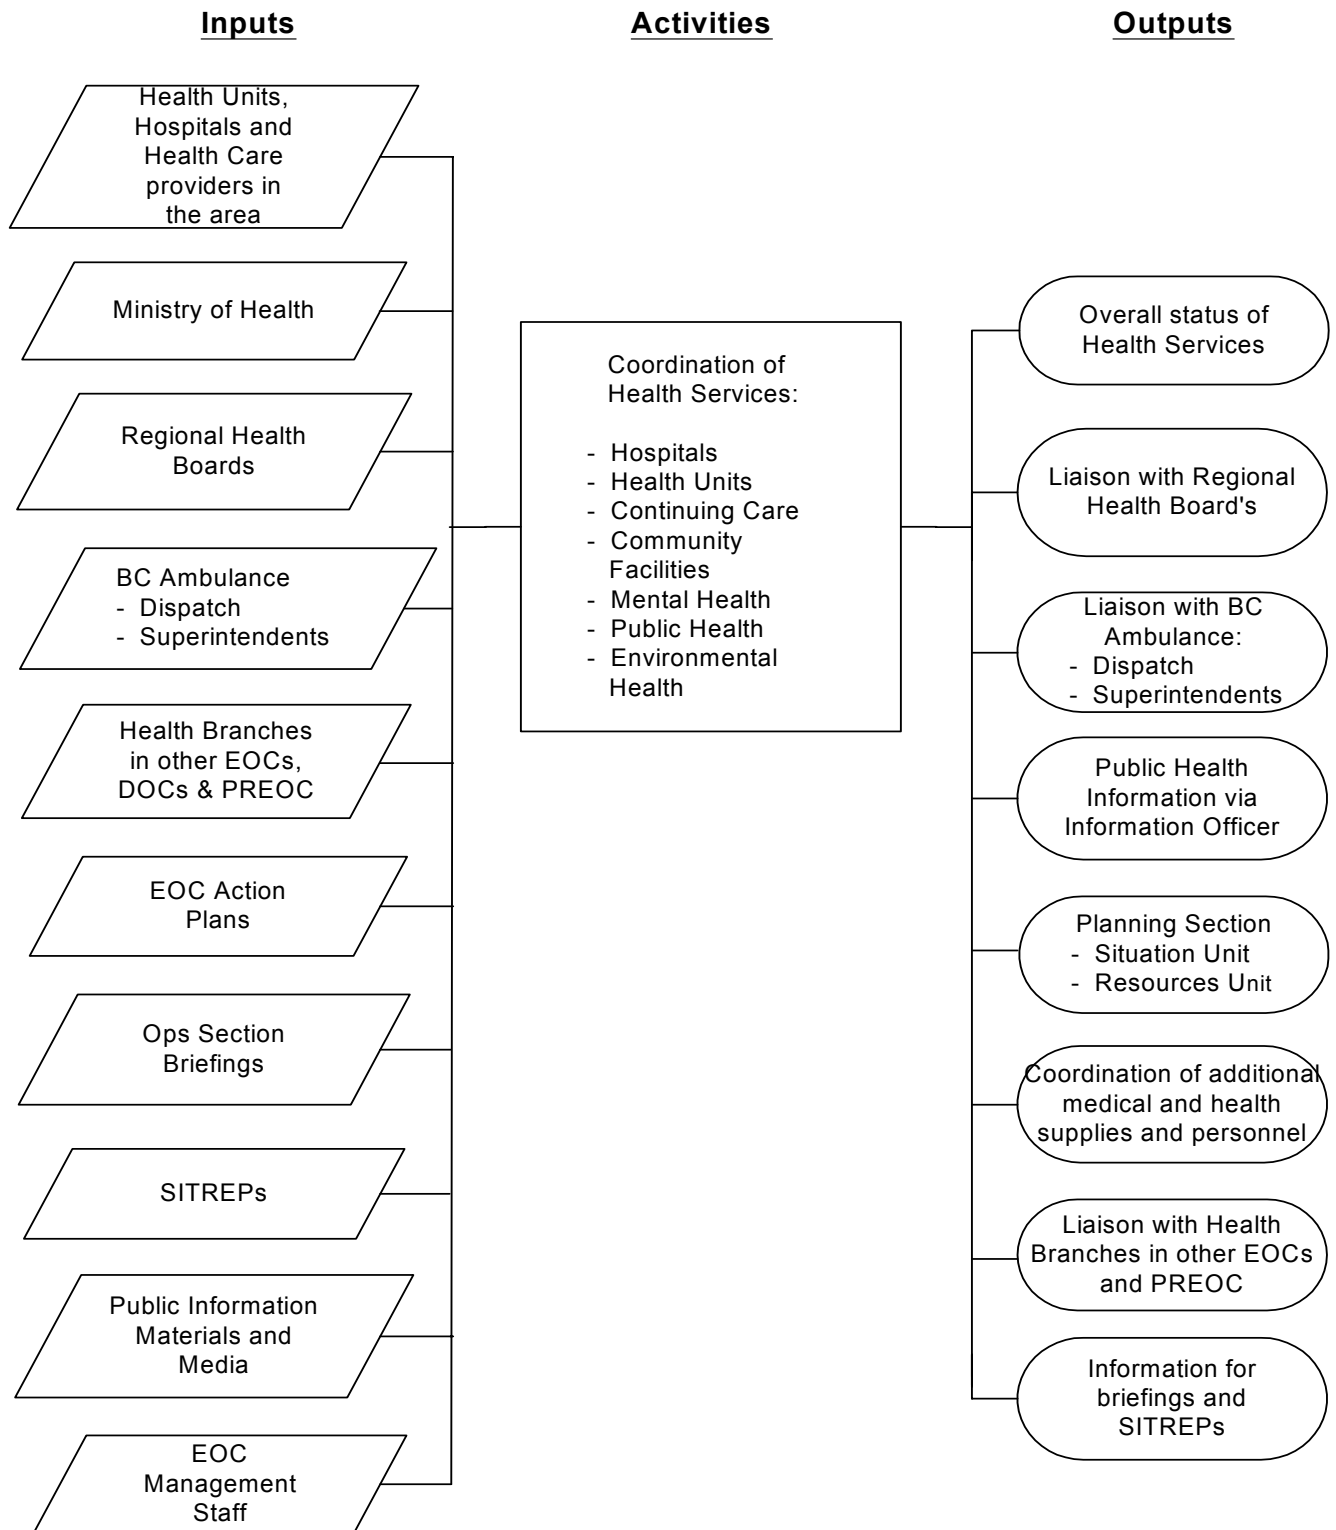 Inputs
Activities
Outputs
Health Units,
Hospitals and
Health Care
providers in
the area
Ministry of Health
Regional Health
Boards
BC Ambulance
- Dispatch
- Superintendents
Health Branches
in other EOCs,
DOCs & PREOC
EOC Action
Plans
Ops Section
Briefings
SITREPs
Public Information
Materials and
Media
EOC
Management
Staff
Coordination of
Health Services:
- Hospitals
- Health Units
- Continuing Care
- Community
Facilities
- Mental Health
- Public Health
- Environmental
Health
Overall status of
Health Services
Liaison with Regional
Health Board's
Liaison with BC
Ambulance:
- Dispatch
- Superintendents
Public Health
Information via
Information Officer
Planning Section
- Situation Unit
- Resources Unit
Coordination of additional
medical and health
supplies and personnel
Liaison with Health
Branches in other EOCs
and PREOC
Information for
briefings and
SITREPs